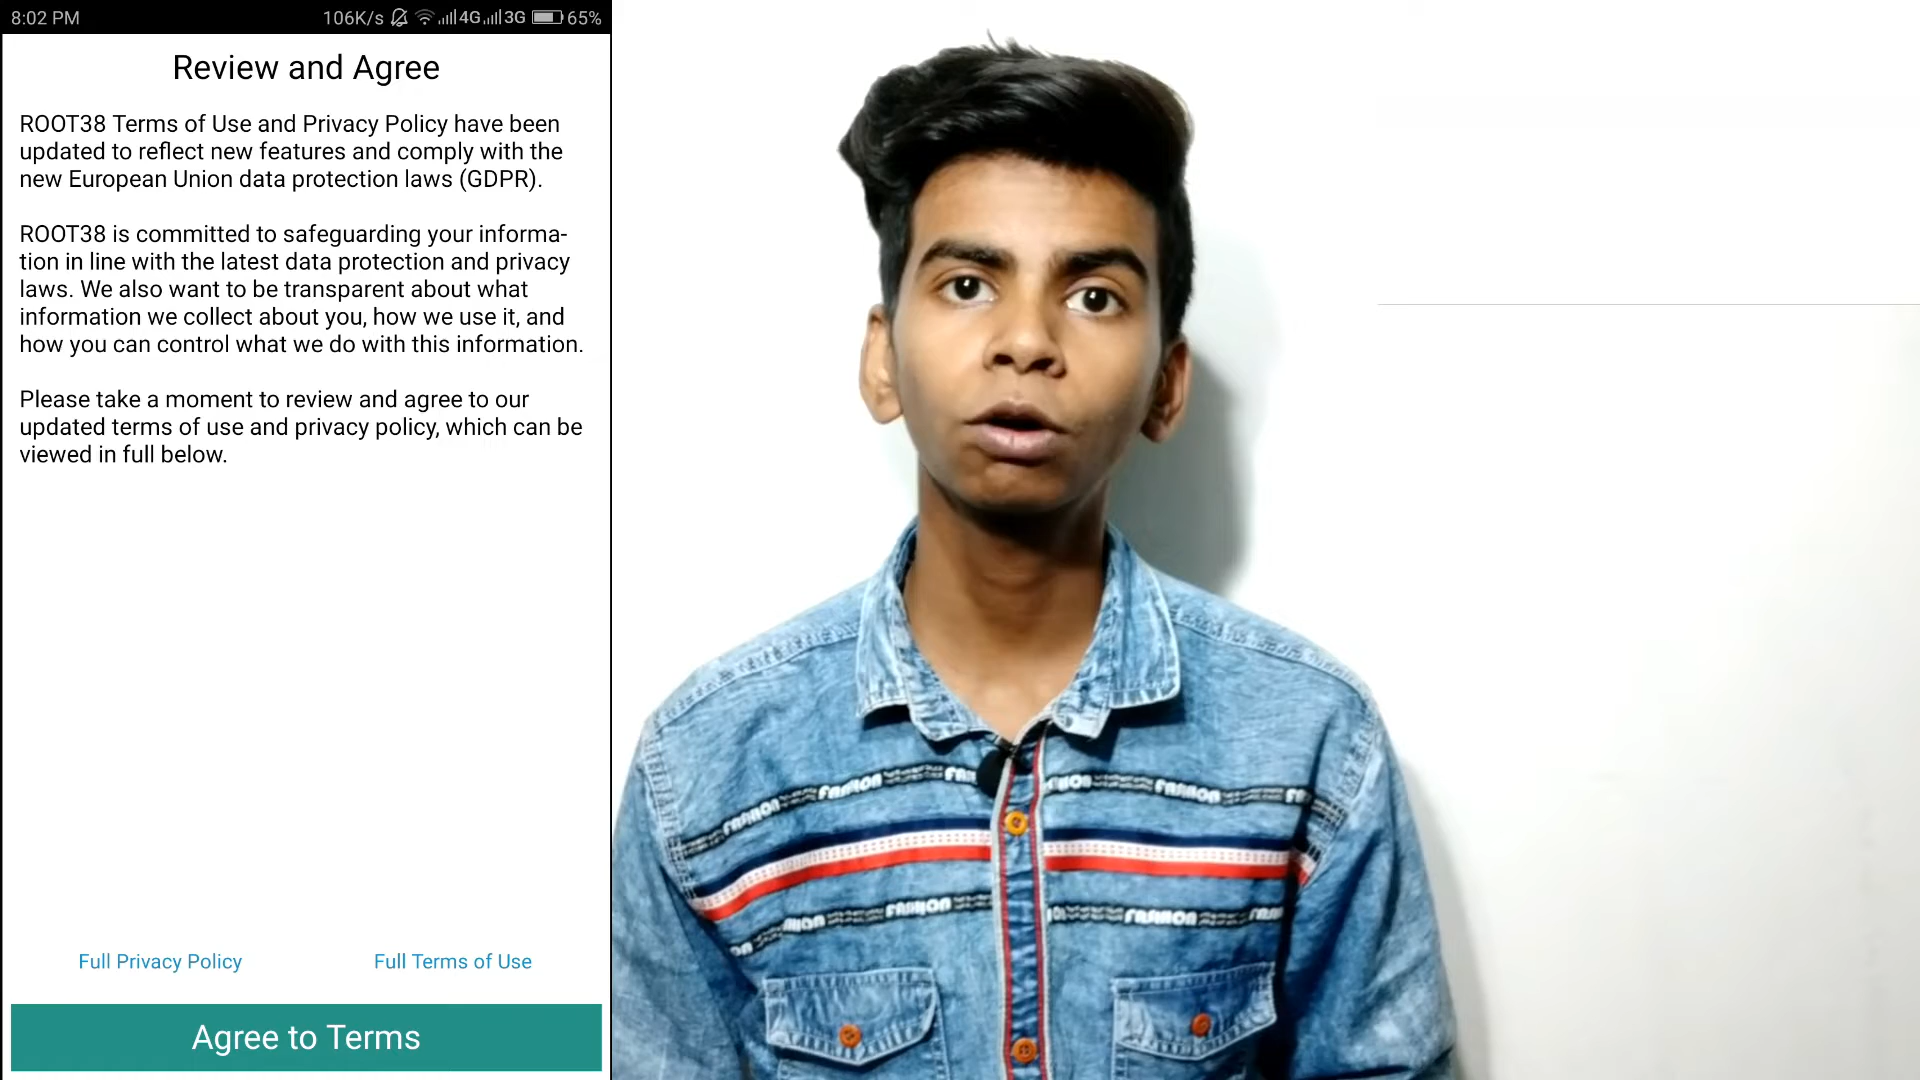 8:02 PM 106K/s 4G 3G 65%
Review and Agree
ROOT38 Terms of Use and Privacy Policy have been
updated to reflect new features and comply with the
new European Union data protection laws (GDPR).
ROOT38 is committed to safeguarding your informa-
tion in line with the latest data protection and privacy
laws. We also want to be transparent about what
information we collect about you, how we use it, and
how you can control what we do with this information.
Please take a moment to review and agree to our
updated terms of use and privacy policy, which can be
viewed in full below.
Full Privacy Policy Full Terms of Use
Agree to Terms
FASHION FASHION FASHION
FASHION FASHION